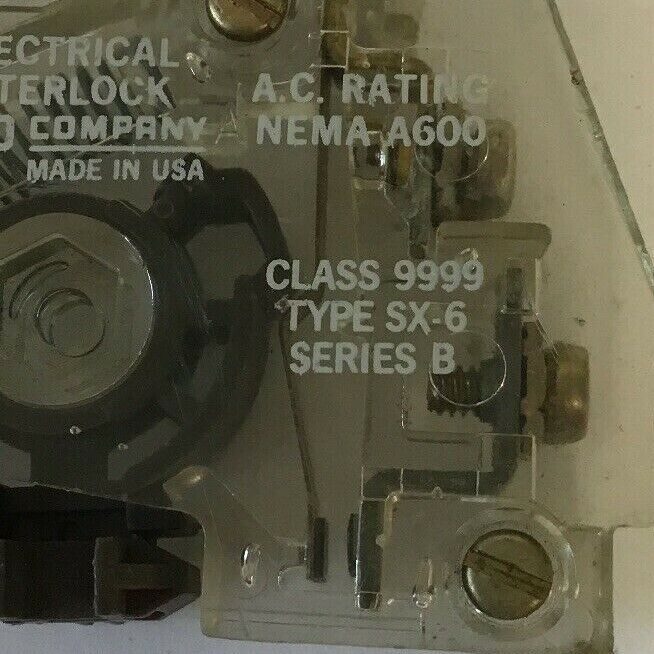 ECTRICAL
TERLOCK
D COMPANY
MADE IN USA
A.C. RATING
NEMA A600
CLASS 9999
TYPE SX-6
SERIES B